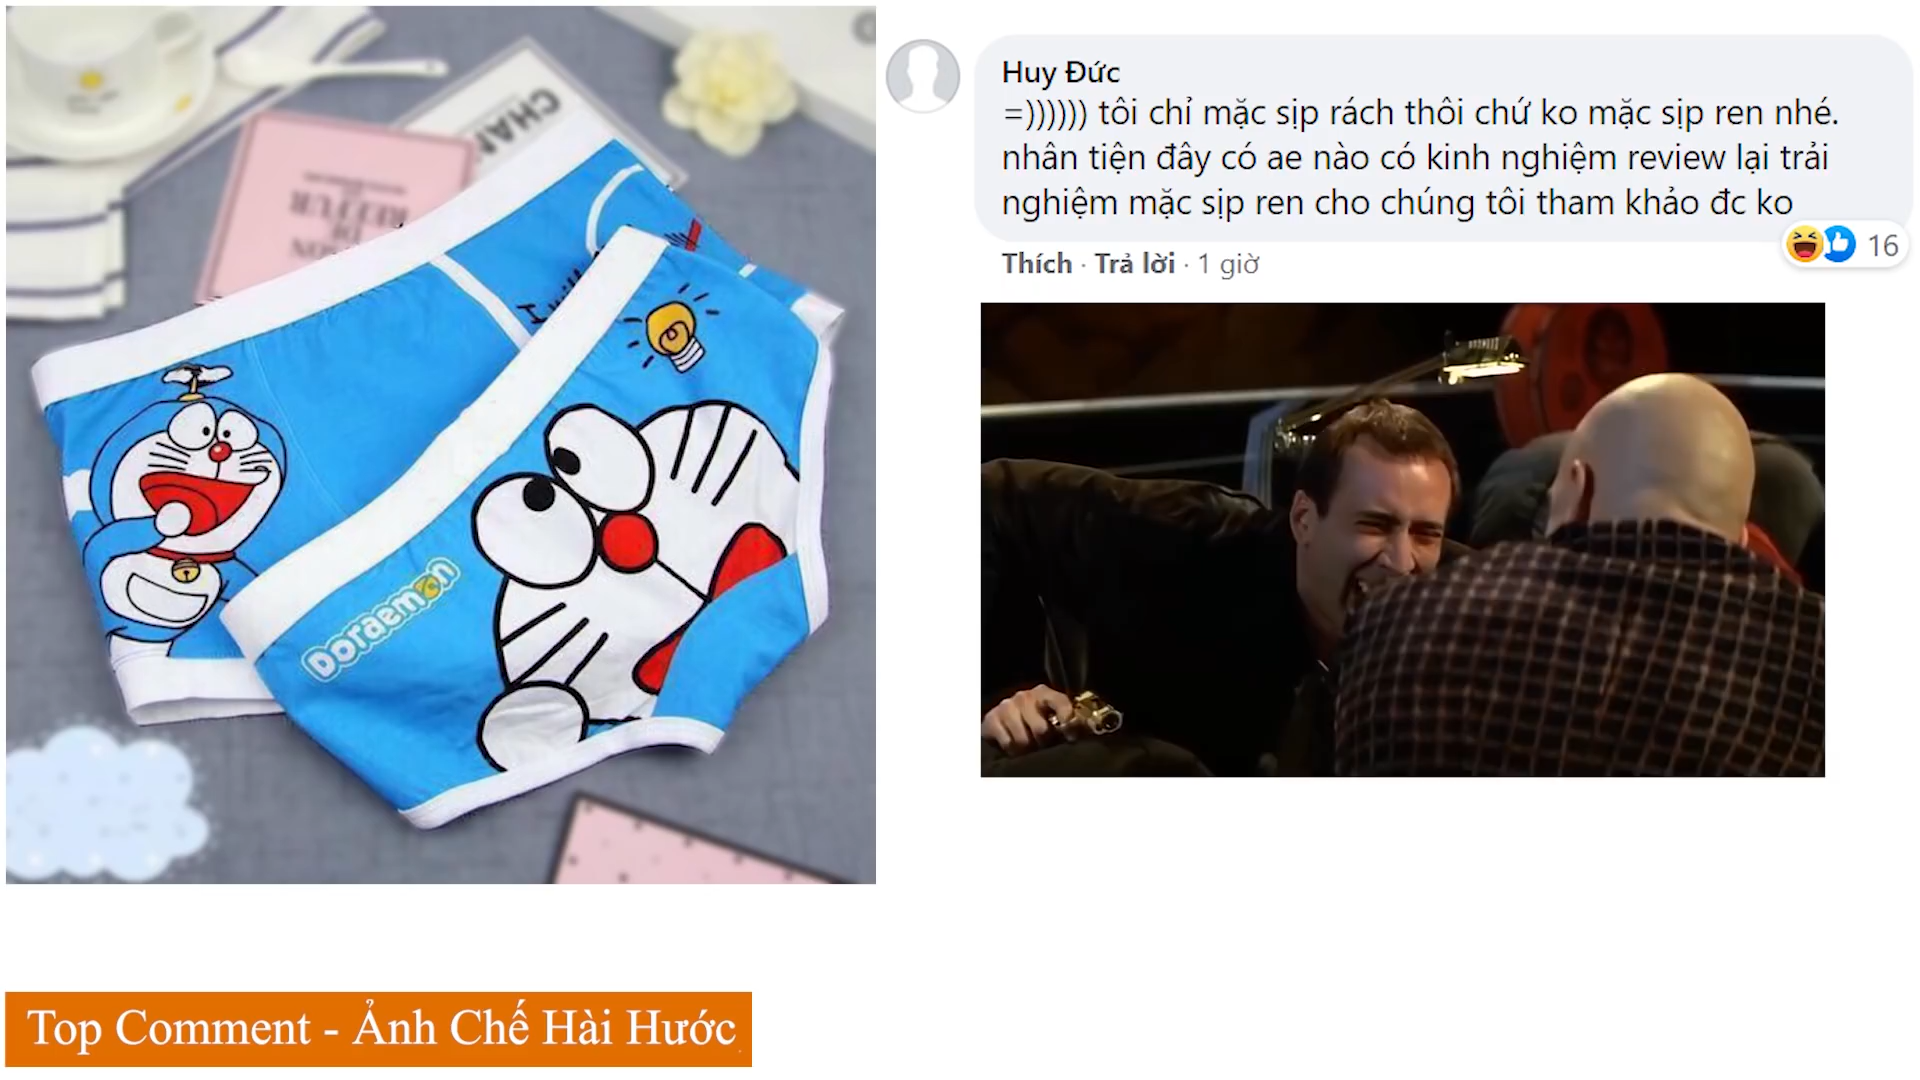 CHAN
Doraemon
Huy Đức
=)))))) tôi chỉ mặc sịp rách thôi chứ ko mặc sịp ren nhé.
nhân tiện đây có ae nào có kinh nghiệm review lại trải
nghiệm mặc sịp ren cho chúng tôi tham khảo đc ko
16
Thích · Trả lời · 1 giờ
Top Comment - Ảnh Chế Hài Hước